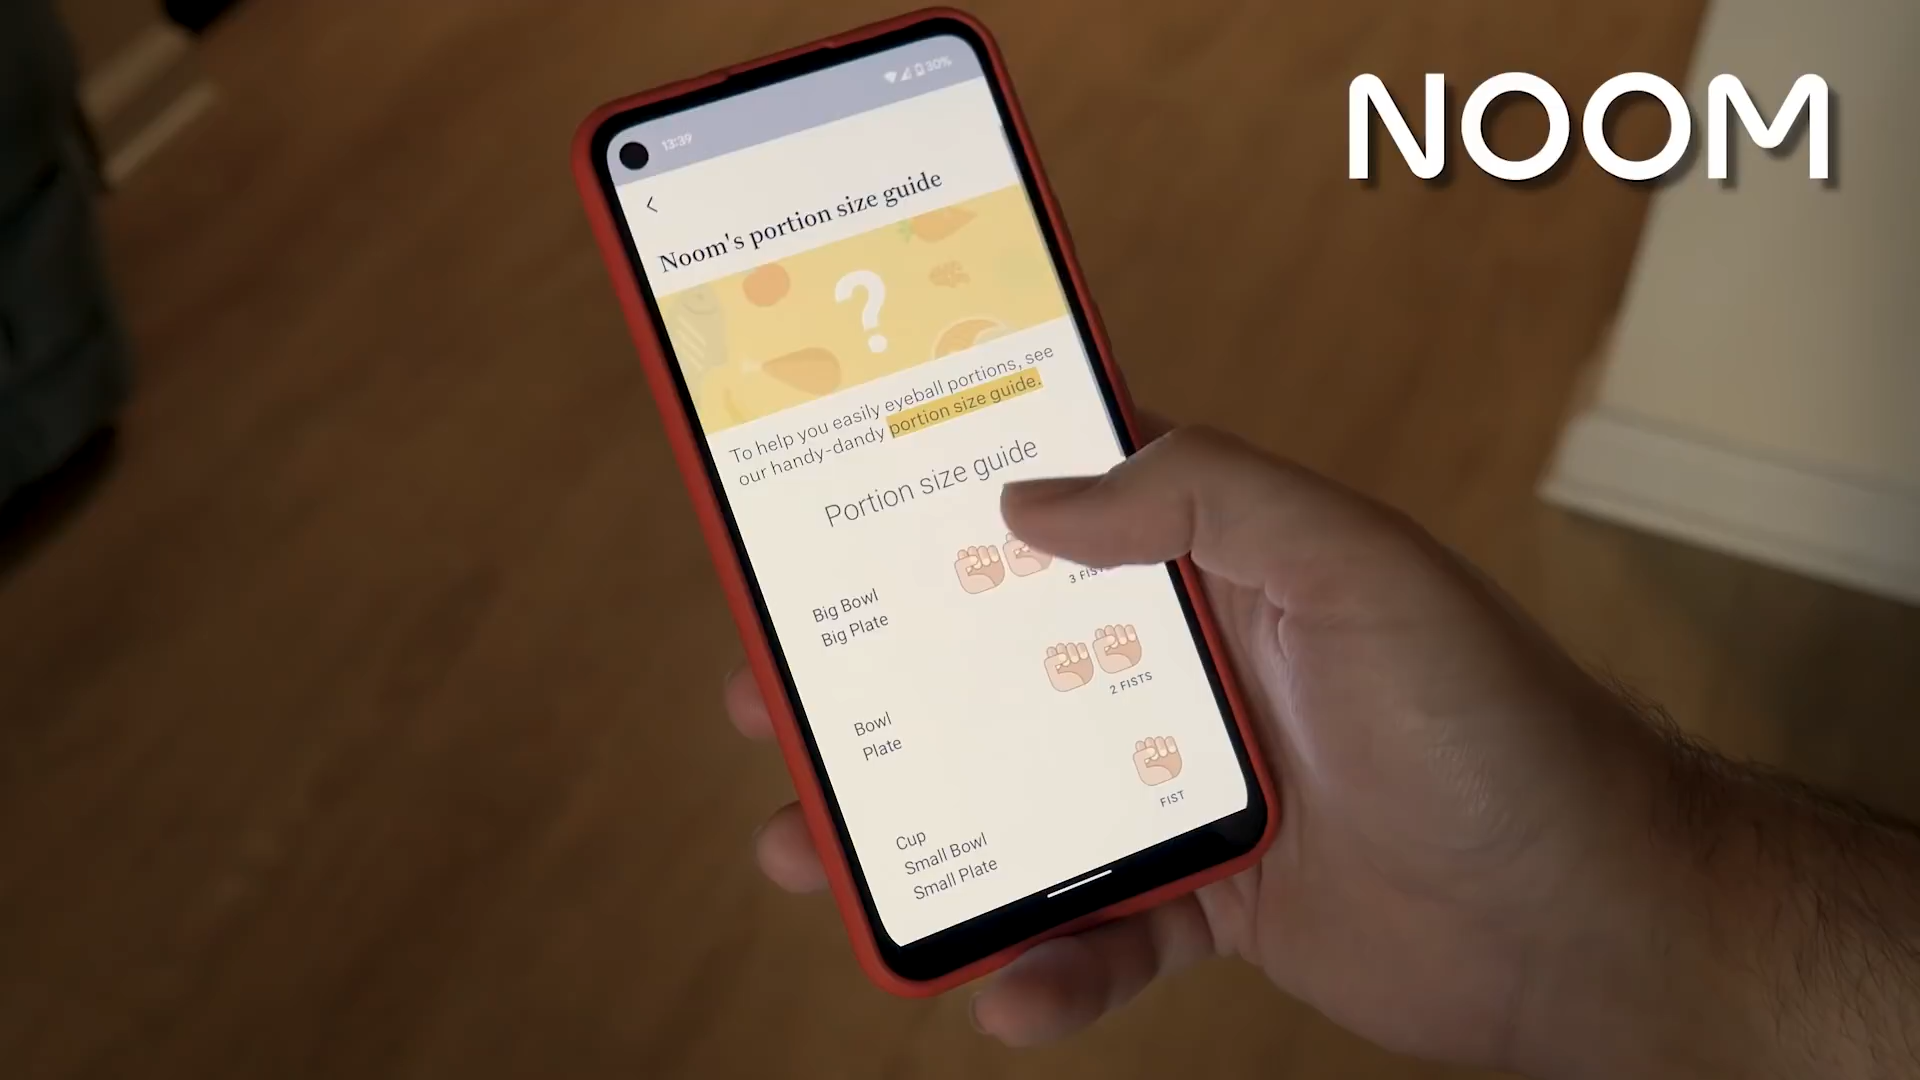 NOOM
13:39
30%
Noom's portion size guide
?
To help you easily eyeball portions, see
our handy-dandy portion size guide.
Portion size guide
3
Big Bowl
Big Plate
2 FISTS
Bowl
Plate
FIST
Cup
Small Bowl
Small Plate